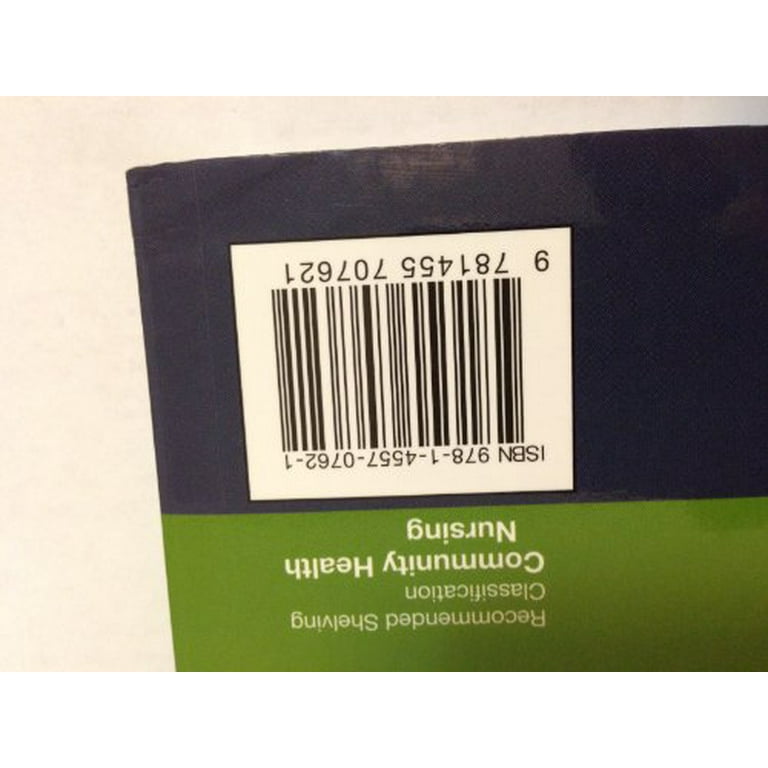 Recommended Shelving
Classification
Community Health
Nursing
ISBN 978-1-4557-0762-1
9 781455 707621